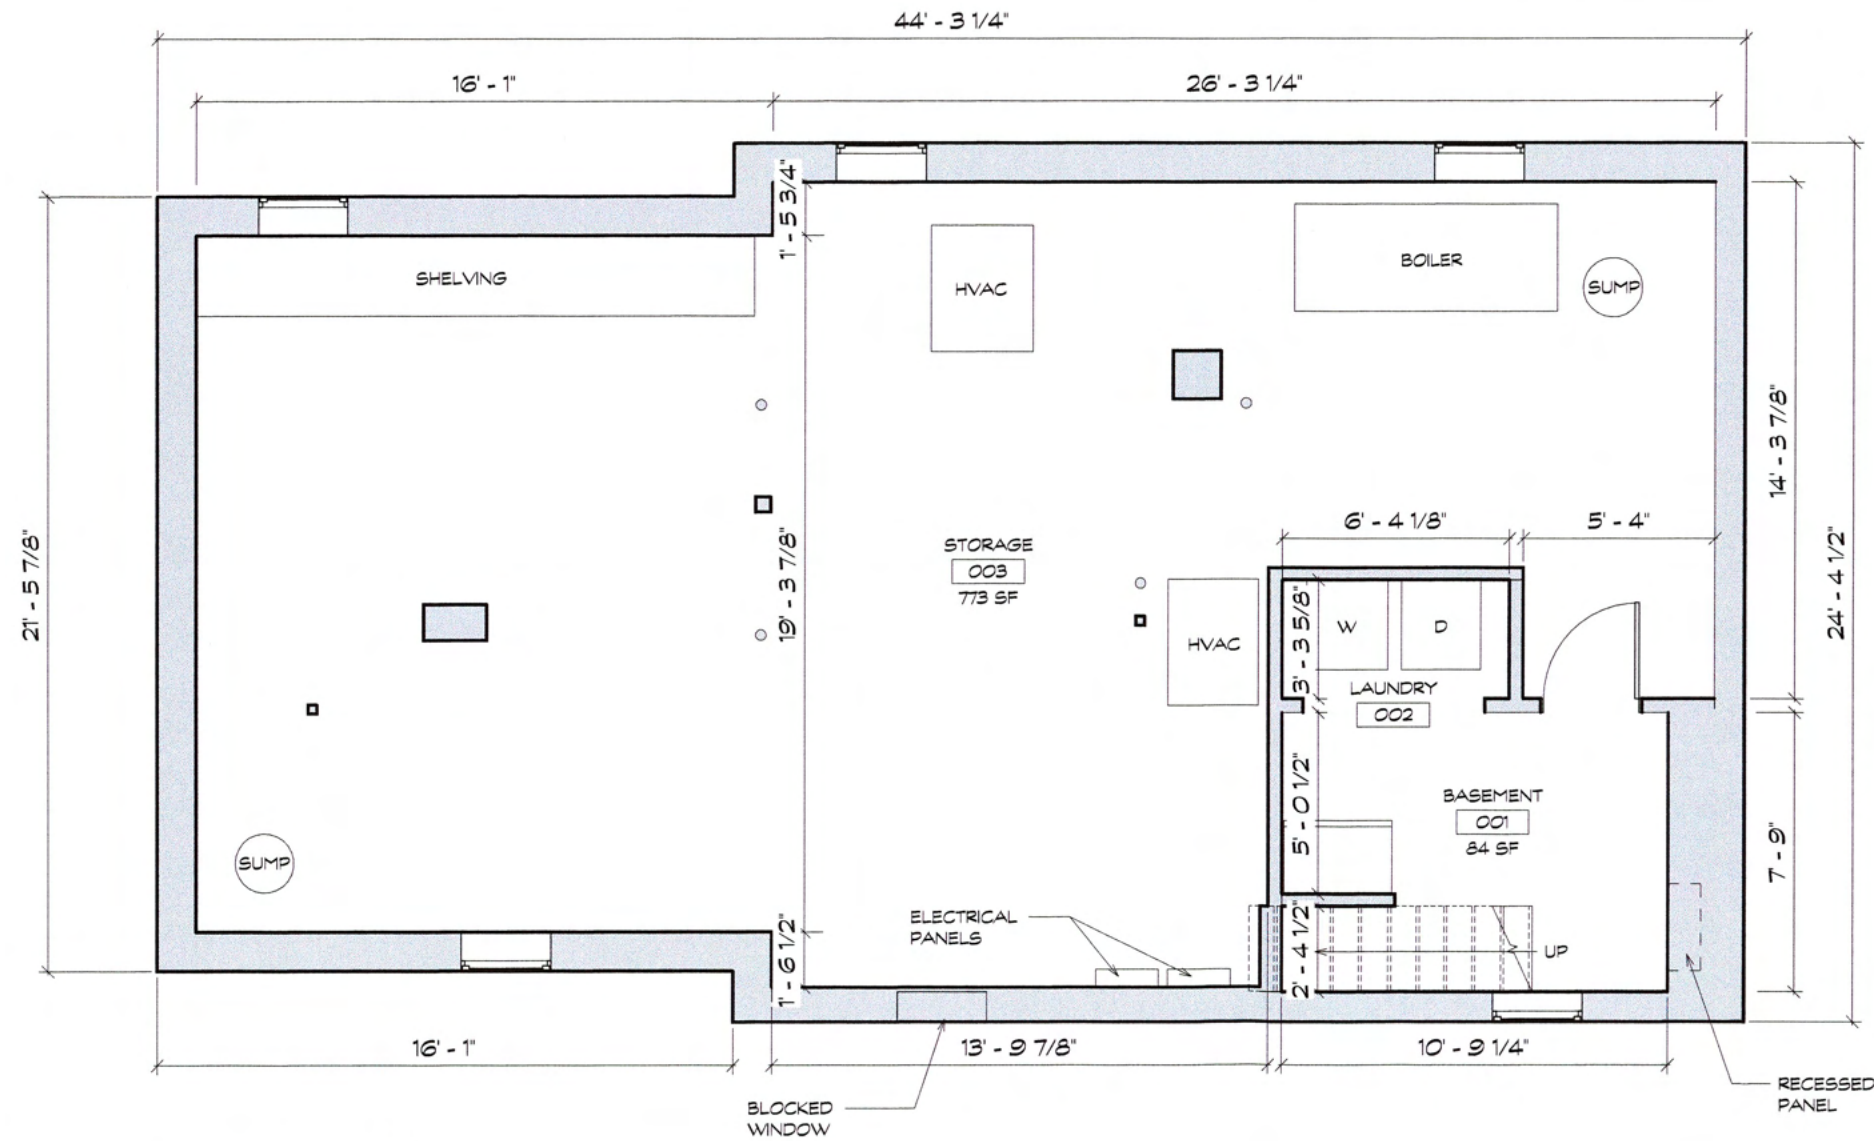 44' - 3 1/4"
16' - 1"
26' - 3 1/4"
1' - 5 3/4"
SHELVING
HVAC
BOILER
SUMP
14' - 3 7/8"
21' - 5 7/8"
24' - 4 1/2"
6' - 4 1/8"
5' - 4"
STORAGE
003
773 SF
19' - 3 7/8"
3' - 3 5/8"
W
D
HVAC
LAUNDRY
002
5' - 0 1/2"
BASEMENT
001
84 SF
7' - 9"
SUMP
ELECTRICAL
PANELS
1' - 6 1/2"
2' - 4 1/2"
UP
16' - 1"
13' - 9 7/8"
10' - 9 1/4"
BLOCKED
WINDOW
RECESSED
PANEL